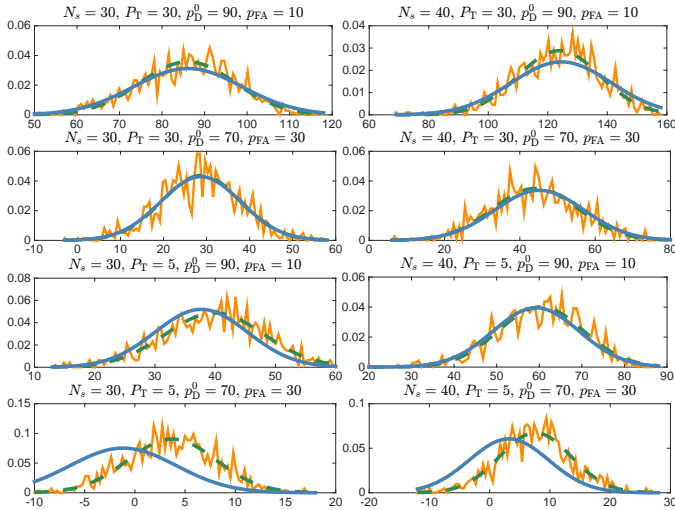 N_s = 30, P_T = 30, p_D^0 = 90, p_FA = 10
0.06
0.04
0.02
0
50 60 70 80 90 100 110 120
N_s = 40, P_T = 30, p_D^0 = 90, p_FA = 10
0.04
0.03
0.02
0.01
0
60 80 100 120 140 160
N_s = 30, P_T = 30, p_D^0 = 70, p_FA = 30
0.06
0.04
0.02
0
-10 0 10 20 30 40 50 60
N_s = 40, P_T = 30, p_D^0 = 70, p_FA = 30
0.06
0.04
0.02
0
0 20 40 60 80
N_s = 30, P_T = 5, p_D^0 = 90, p_FA = 10
0.08
0.06
0.04
0.02
0
10 20 30 40 50 60
N_s = 40, P_T = 5, p_D^0 = 90, p_FA = 10
0.06
0.04
0.02
0
20 30 40 50 60 70 80 90
N_s = 30, P_T = 5, p_D^0 = 70, p_FA = 30
0.15
0.1
0.05
0
-10 -5 0 5 10 15 20
N_s = 40, P_T = 5, p_D^0 = 70, p_FA = 30
0.1
0.05
0
-20 -10 0 10 20 30